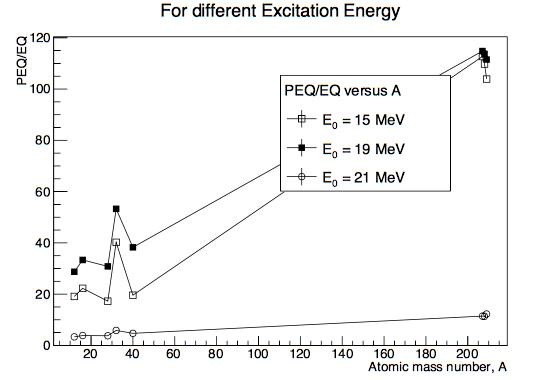 For different Excitation Energy
PEQ/EQ
120
100
80
60
40
20
0
PEQ/EQ versus A
E₀ = 15 MeV
E₀ = 19 MeV
E₀ = 21 MeV
20 40 60 80 100 120 140 160 180 200
Atomic mass number, A